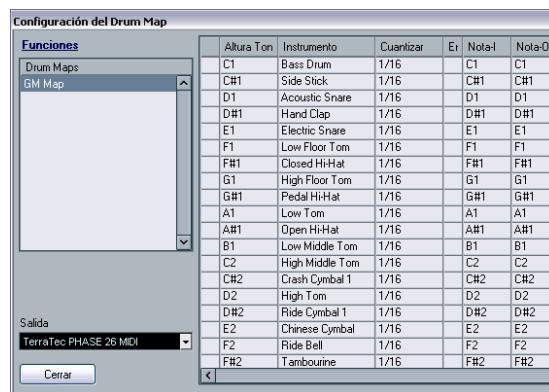 Configuración del Drum Map
Funciones
Drum Maps
GM Map
Salida
TerraTec PHASE 26 MIDI
Cerrar
Altura Ton Instrumento Cuantizar Er Nota-I Nota-O
C1 Bass Drum 1/16 C1 C1
C#1 Side Stick 1/16 C#1 C#1
D1 Acoustic Snare 1/16 D1 D1
D#1 Hand Clap 1/16 D#1 D#1
E1 Electric Snare 1/16 E1 E1
F1 Low Floor Tom 1/16 F1 F1
F#1 Closed Hi-Hat 1/16 F#1 F#1
G1 High Floor Tom 1/16 G1 G1
G#1 Pedal Hi-Hat 1/16 G#1 G#1
A1 Low Tom 1/16 A1 A1
A#1 Open Hi-Hat 1/16 A#1 A#1
B1 Low Middle Tom 1/16 B1 B1
C2 High Middle Tom 1/16 C2 C2
C#2 Crash Cymbal 1 1/16 C#2 C#2
D2 High Tom 1/16 D2 D2
D#2 Ride Cymbal 1 1/16 D#2 D#2
E2 Chinese Cymbal 1/16 E2 E2
F2 Ride Bell 1/16 F2 F2
F#2 Tambourine 1/16 F#2 F#2